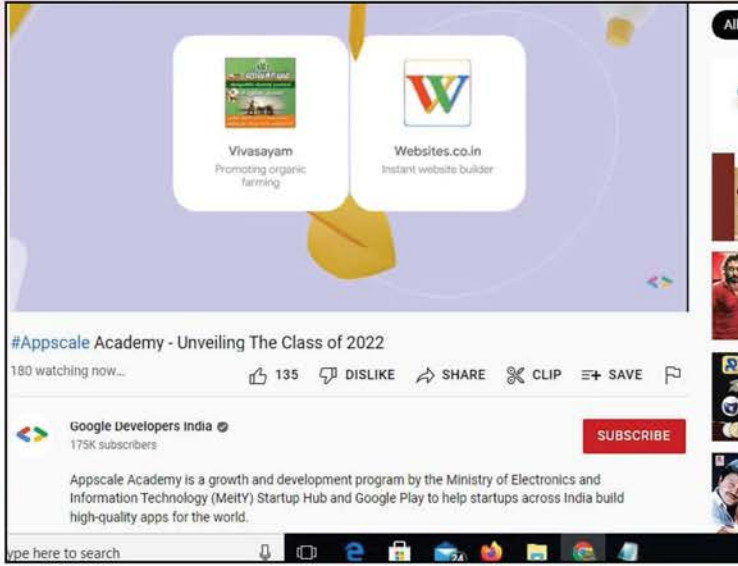 All
Vivasayam
Promoting organic
farming
Websites.co.in
Instant website builder
#Appscale Academy - Unveiling The Class of 2022
180 watching now...
135 DISLIKE SHARE CLIP SAVE
Google Developers India
175K subscribers
SUBSCRIBE
Appscale Academy is a growth and development program by the Ministry of Electronics and
Information Technology (MeitY) Startup Hub and Google Play to help startups across India build
high-quality apps for the world.
ype here to search
24